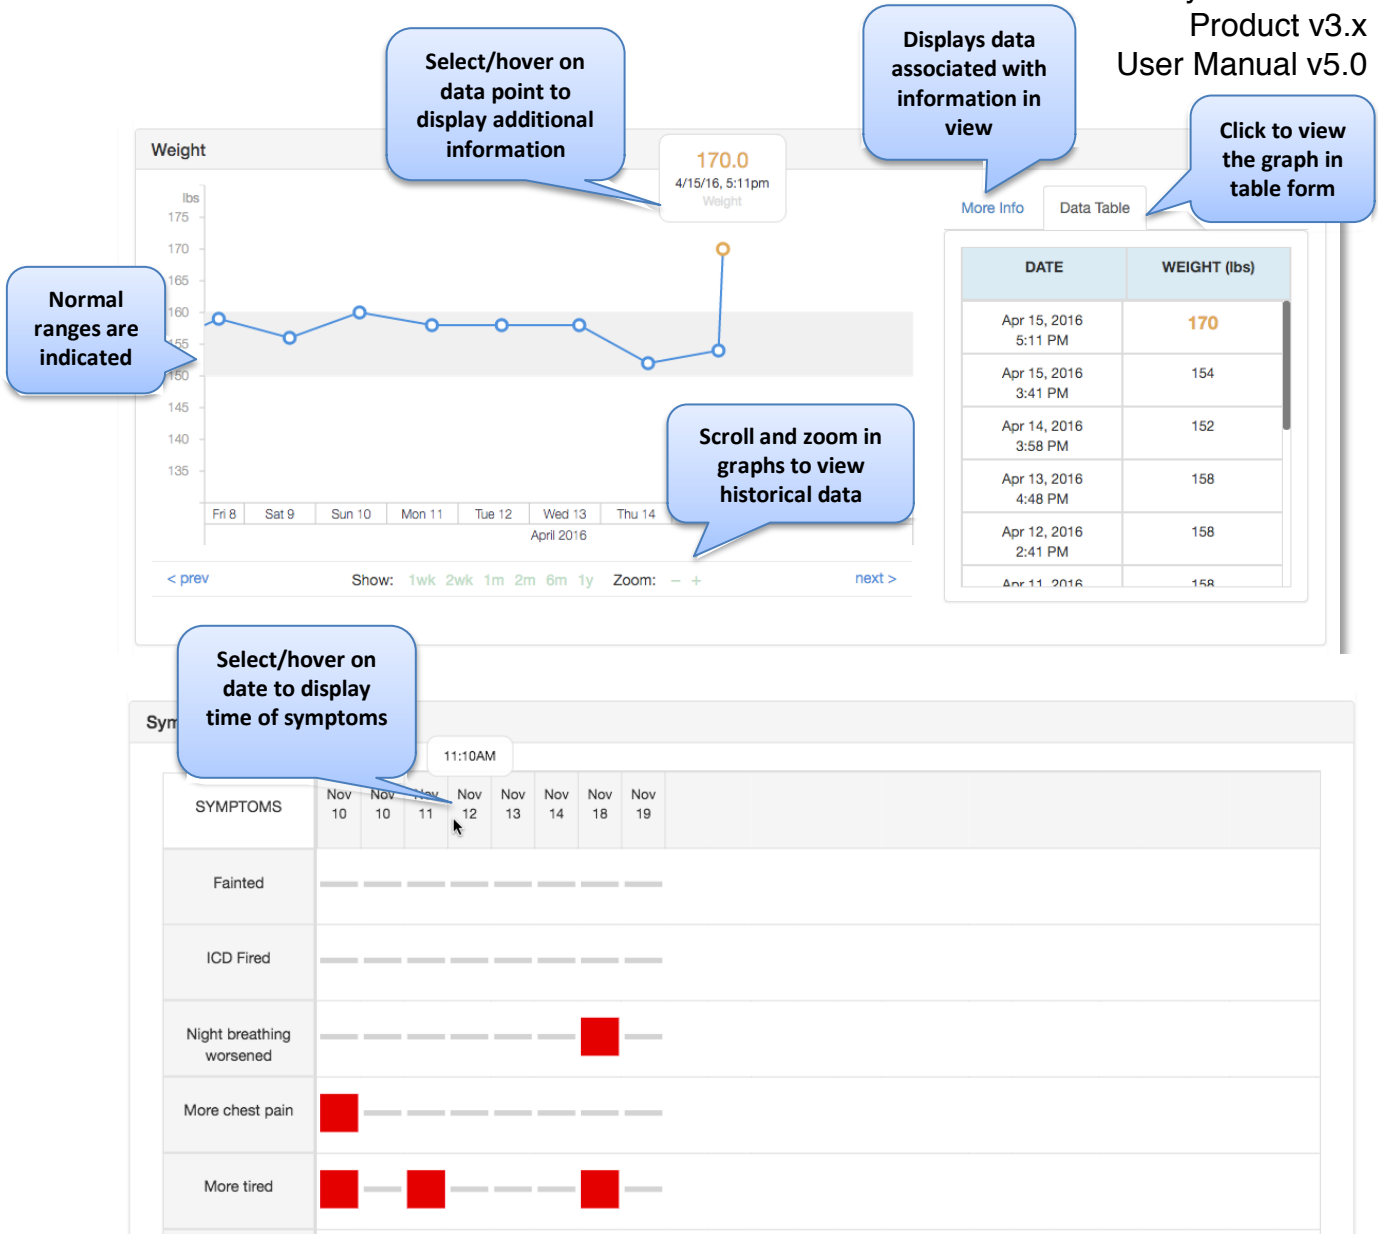 Product v3.x
User Manual v5.0
Select/hover on
data point to
display additional
information
Displays data
associated with
information in
view
Click to view
the graph in
table form
Weight
170.0
4/15/16, 5:11pm
Weight
More Info
Data Table
lbs
175
170
165
160
155
150
145
140
135
Normal
ranges are
indicated
DATE
WEIGHT (lbs)
Apr 15, 2016
5:11 PM
170
Apr 15, 2016
3:41 PM
154
Apr 14, 2016
3:58 PM
152
Apr 13, 2016
4:48 PM
158
Apr 12, 2016
2:41 PM
158
Apr 11, 2016
158
Scroll and zoom in
graphs to view
historical data
Fri 8
Sat 9
Sun 10
Mon 11
Tue 12
Wed 13
Thu 14
April 2016
< prev
Show: 1wk 2wk 1m 2m 6m 1y Zoom: − +
next >
Select/hover on
date to display
time of symptoms
11:10AM
SYMPTOMS
Nov
10
Nov
10
Nov
11
Nov
12
Nov
13
Nov
14
Nov
18
Nov
19
Fainted
ICD Fired
Night breathing
worsened
More chest pain
More tired